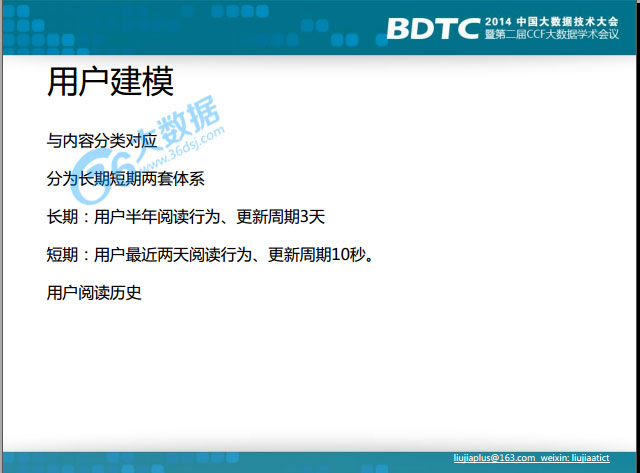 BDTC 2014 中国大数据技术大会
暨第二届CCF大数据学术会议
用户建模
36大数据
www.36dsj.com
与内容分类对应
分为长期短期两套体系
长期：用户半年阅读行为、更新周期3天
短期：用户最近两天阅读行为、更新周期10秒。
用户阅读历史
liujiaplus@163.com weixin: liujiaatict